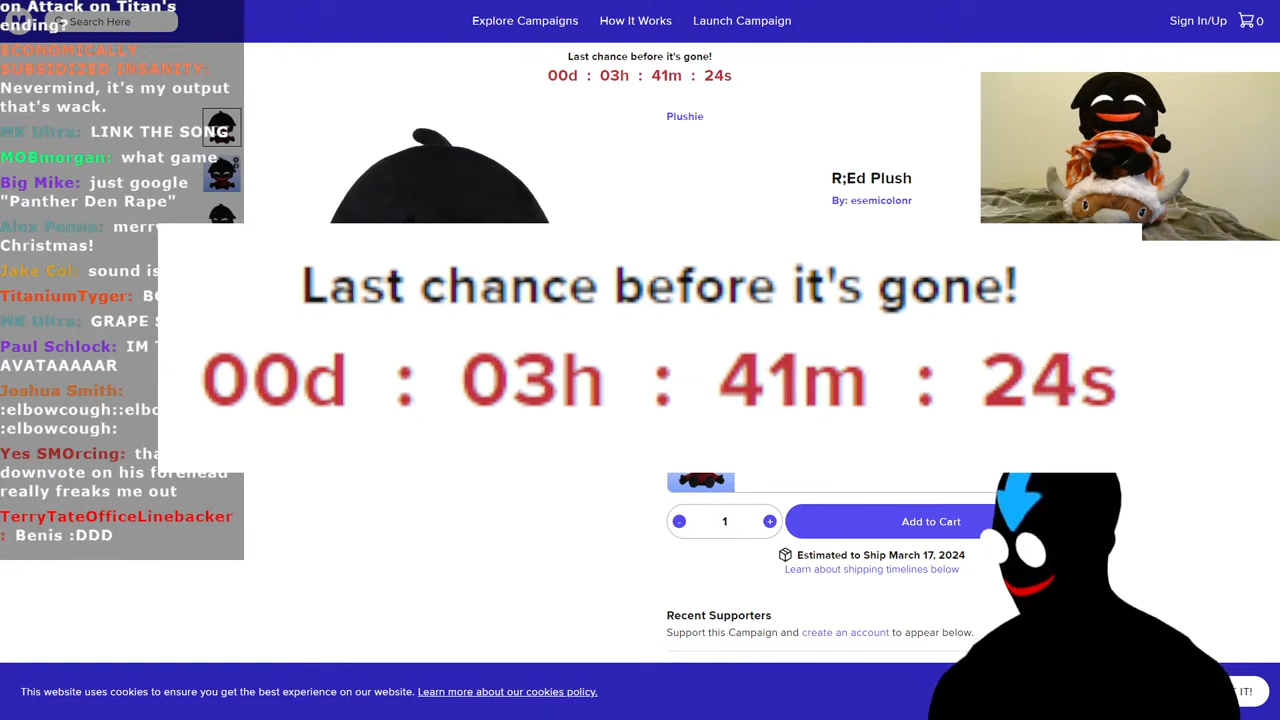 on Attack on Titan's
ending?
ECONOMICALLY
SUBSIDIZED INSANITY:
Nevermind, it's my output
that's wack.
MK Ultra: LINK THE SONG
MOBmorgan: what game
Big Mike: just google
"Panther Den Rape"
Alex Panna: merry
Christmas!
Jake Col: sound is
TitaniumTyger:
MK Ultra: GRAPE
Paul Schlock: IM
AVATAAAAAR
Joshua Smith:
:elbowcough::elbo
:elbowcough:
Yes SMOrcing: tha
downvote on his forehead
really freaks me out
TerryTateOfficeLinebacker
: Benis :DDD
Search Here
Explore Campaigns How It Works Launch Campaign
Sign In/Up 0
Last chance before it's gone!
00d : 03h : 41m : 24s
Plushie
R;Ed Plush
By: esemicolonr
Last chance before it's gone!
00d : 03h : 41m : 24s
- 1 +
Add to Cart
Estimated to Ship March 17, 2024
Learn about shipping timelines below
Recent Supporters
Support this Campaign and create an account to appear below.
This website uses cookies to ensure you get the best experience on our website. Learn more about our cookies policy.
IT!